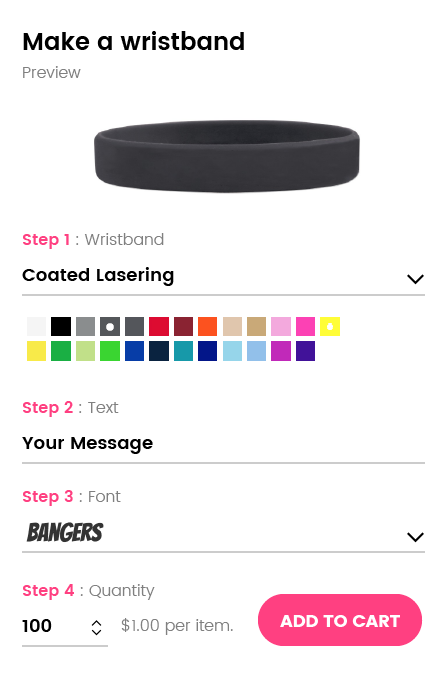 Make a wristband
Preview
Step 1 : Wristband
Coated Lasering
Step 2 : Text
Your Message
Step 3 : Font
BANGERS
Step 4 : Quantity
100
$1.00 per item.
ADD TO CART